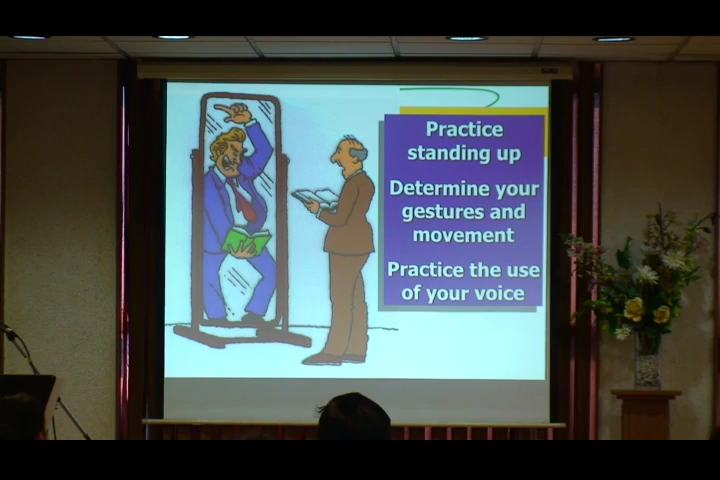 Practice
standing up
Determine your
gestures and
movement
Practice the use
of your voice